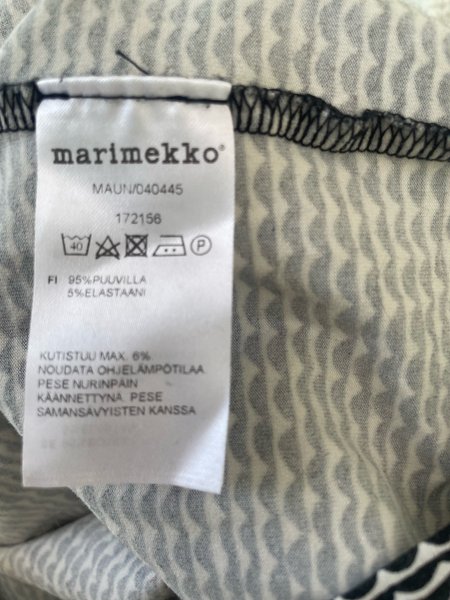 marimekko®
MAUN/040445
172156
40 P
FI 95%PUUVILLA
5%ELASTAANI
KUTISTUU MAX. 6%.
NOUDATA OHJELÄMPÖTILAA
PESE NURINPÄIN
KÄÄNNETTYNÄ. PESE
SAMANSÄVYISTEN KANSSA